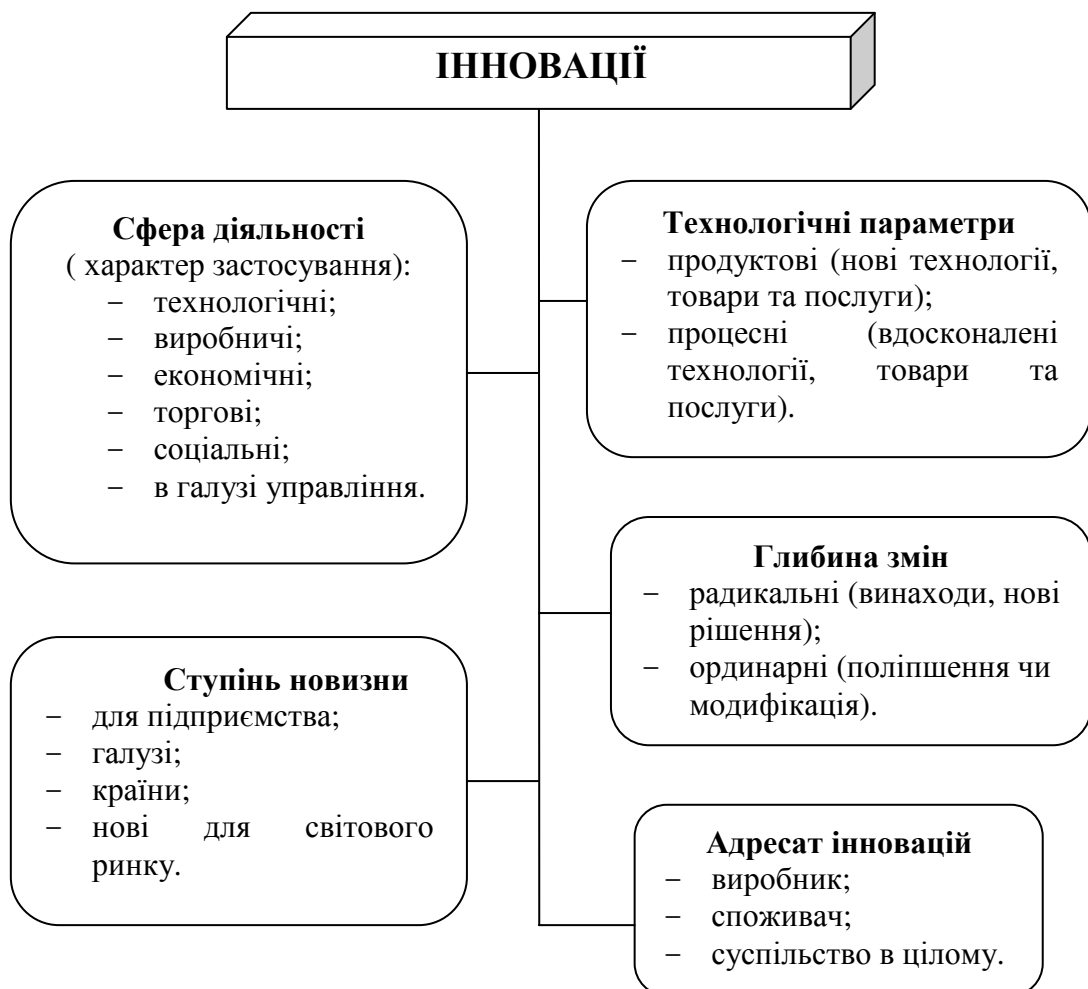 ІННОВАЦІЇ
Сфера діяльності
( характер застосування):
− технологічні;
− виробничі;
− економічні;
− торгові;
− соціальні;
− в галузі управління.
Технологічні параметри
− продуктові (нові технології,
товари та послуги);
− процесні (вдосконалені
технології, товари та
послуги).
Глибина змін
− радикальні (винаходи, нові
рішення);
− ординарні (поліпшення чи
модифікація).
Ступінь новизни
− для підприємства;
− галузі;
− країни;
− нові для світового
ринку.
Адресат інновацій
− виробник;
− споживач;
− суспільство в цілому.